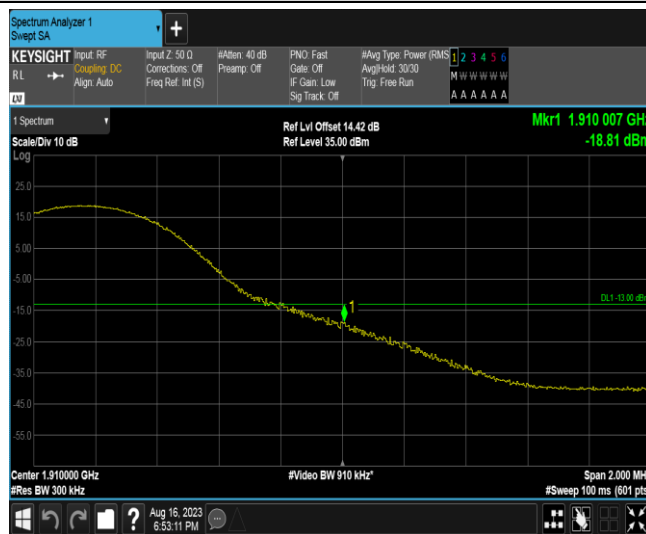 Spectrum Analyzer 1
Swept SA
KEYSIGHT
RL
Input: RF
Coupling: DC
Align: Auto
Input Z: 50 Ω
Corrections: Off
Freq Ref: Int (S)
#Atten: 40 dB
Preamp: Off
PNO: Fast
Gate: Off
IF Gain: Low
Sig Track: Off
#Avg Type: Power (RMS
Avg|Hold: 30/30
Trig: Free Run
1 2 3 4 5 6
M W W W W W
A A A A A A
LXI
1 Spectrum
Scale/Div 10 dB
Log
Ref Lvl Offset 14.42 dB
Ref Level 35.00 dBm
Mkr1 1.910 007 GHz
-18.81 dBm
25.0
15.0
5.00
-5.00
DL1 -13.00 dBm
1
-15.0
-25.0
-35.0
-45.0
-55.0
Center 1.910000 GHz
#Video BW 910 kHz*
Span 2.000 MH
#Res BW 300 kHz
#Sweep 100 ms (601 pts
?
Aug 16, 2023
6:53:11 PM